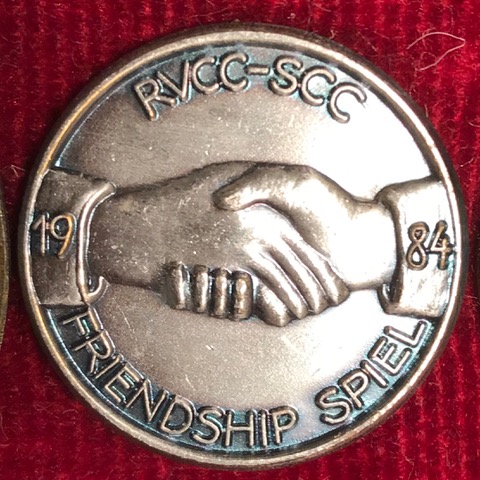 RVCC-SCC
19 84
FRIENDSHIP SPIEL